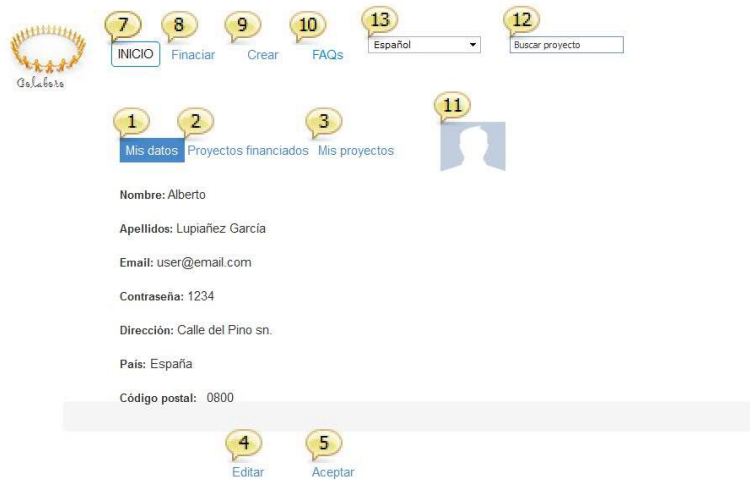 7 8 9 10 13 12
INICIO Finaciar Crear FAQs Español Buscar proyecto
Colabora
11
1 2 3
Mis datos Proyectos financiados Mis proyectos
Nombre: Alberto
Apellidos: Lupiañez García
Email: user@email.com
Contraseña: 1234
Dirección: Calle del Pino sn.
País: España
Código postal: 0800
4 5
Editar Aceptar